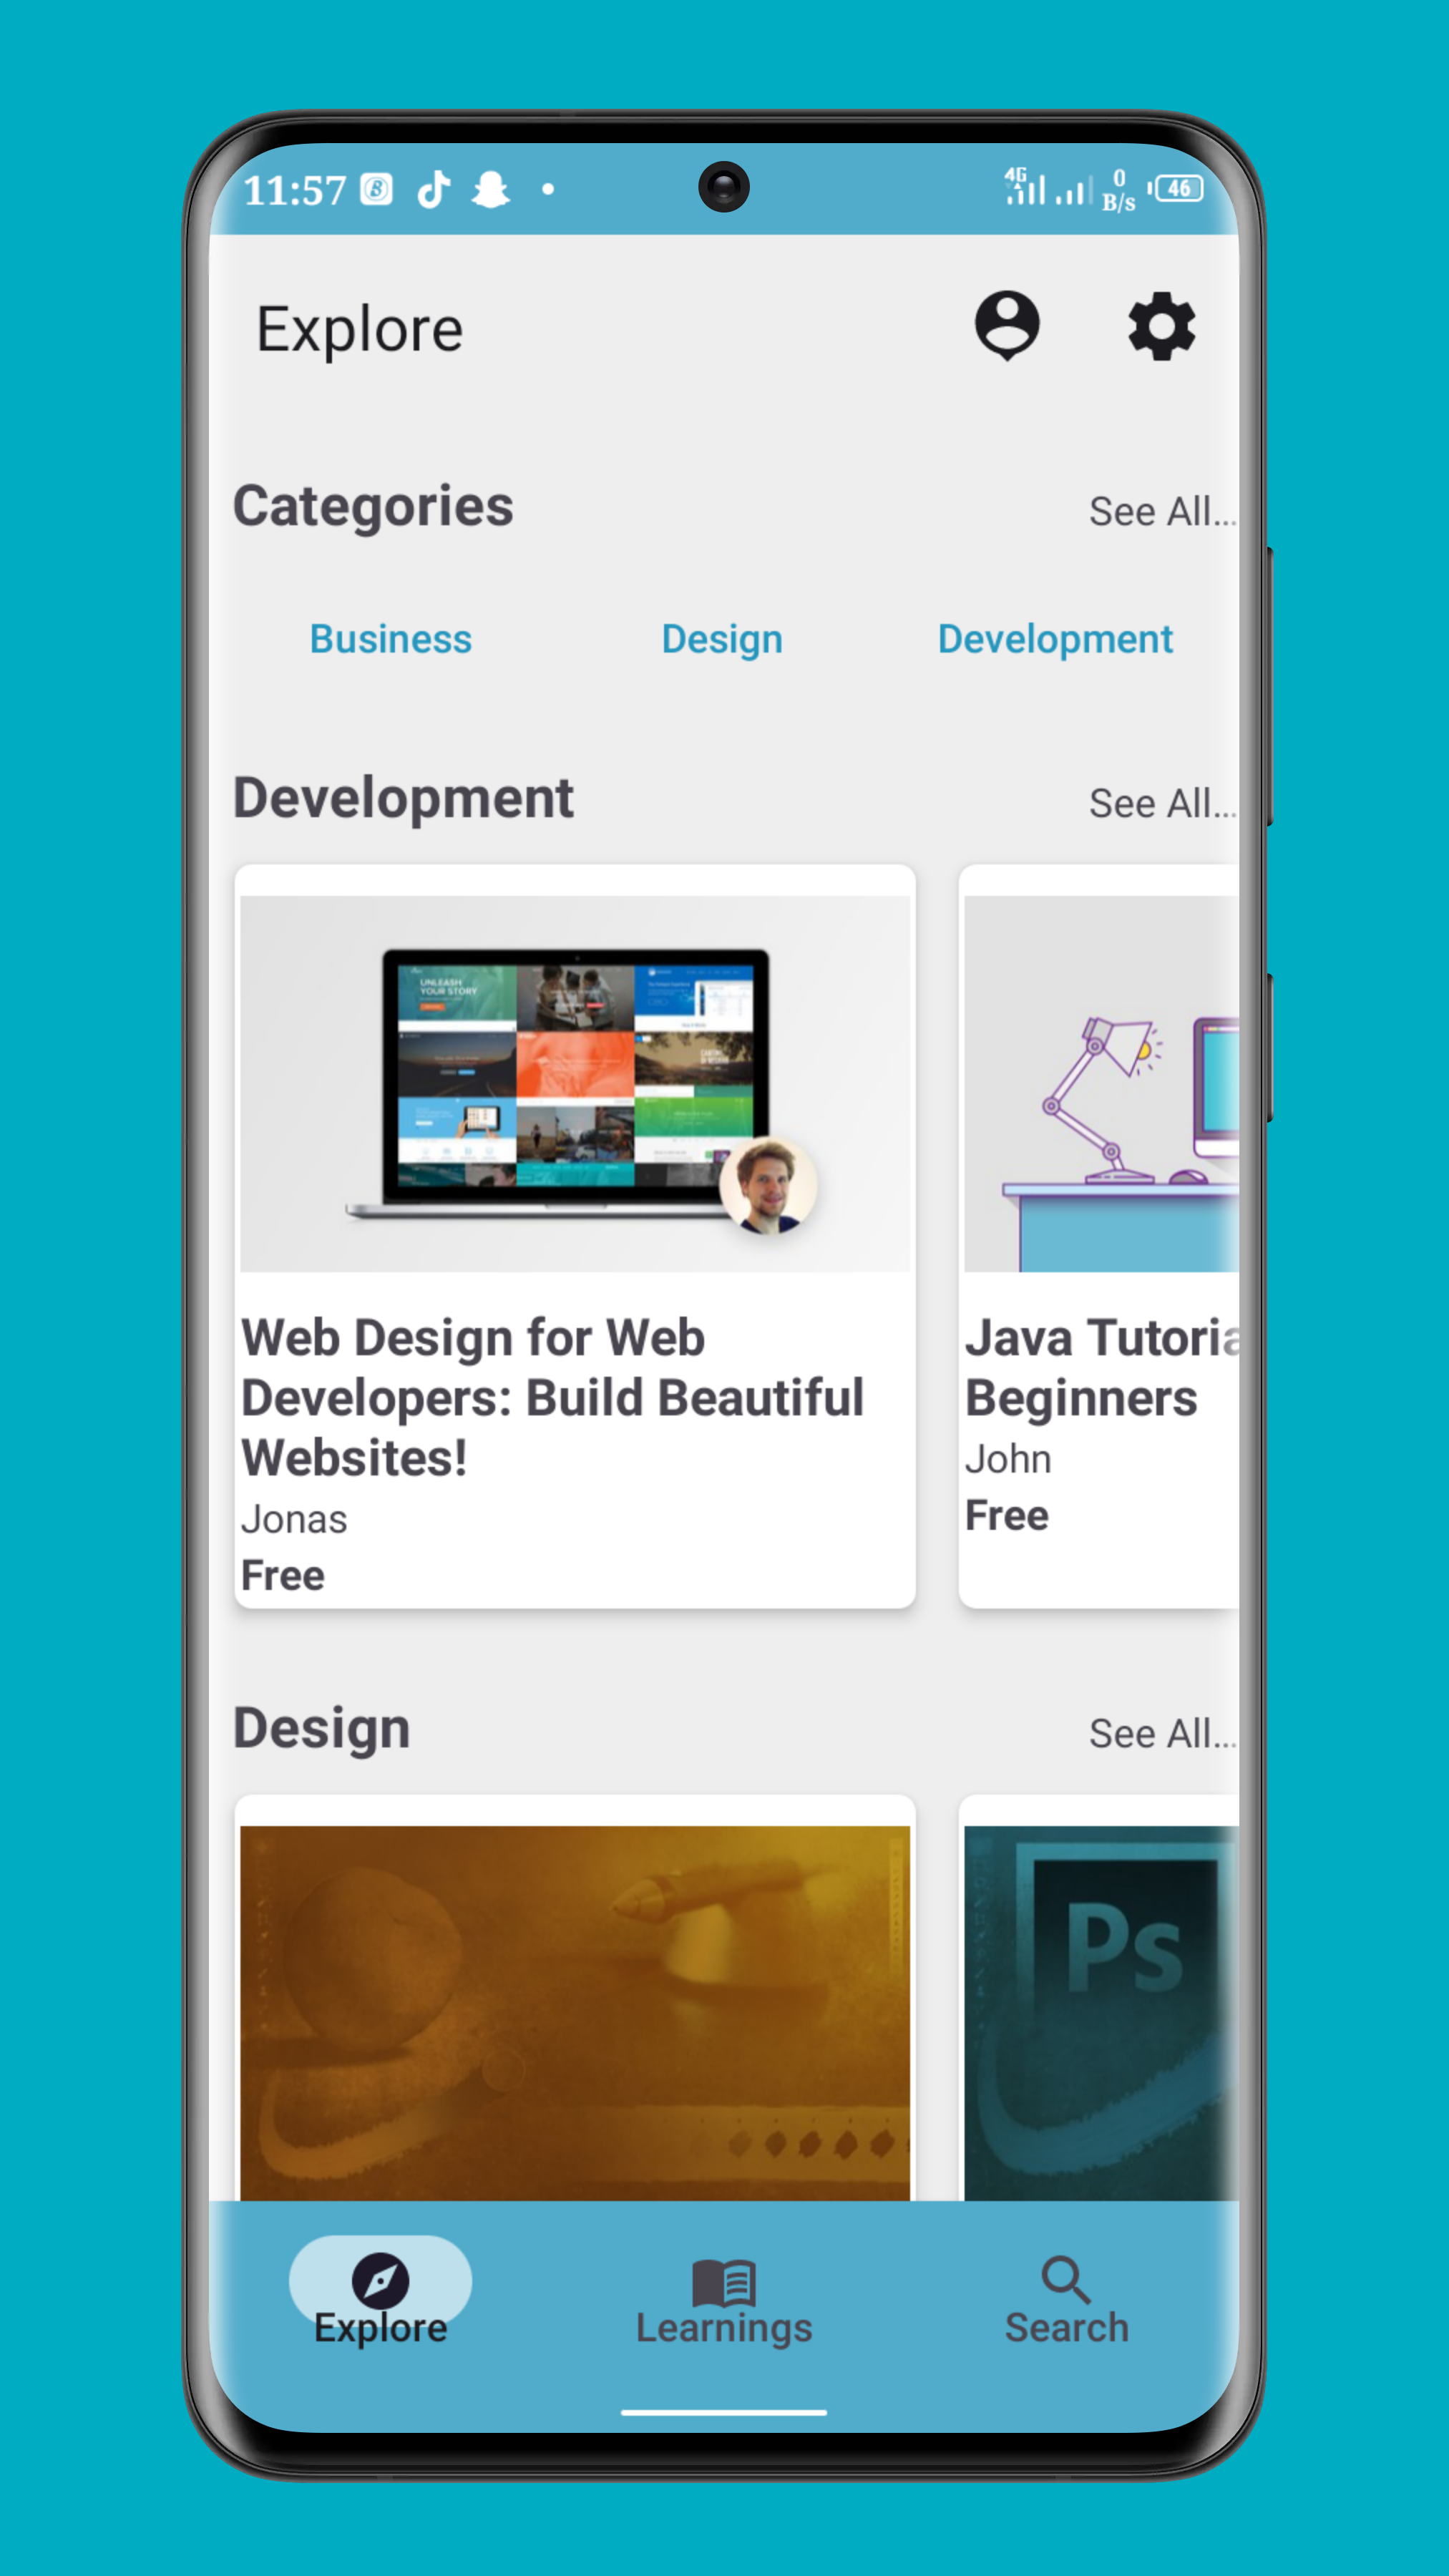 11:57
4G
0
B/s
46
Explore
Categories
See All...
Business
Design
Development
Development
See All...
UNLEASH
YOUR STORY
Web Design for Web
Developers: Build Beautiful
Websites!
Jonas
Free
Java Tutoria
Beginners
John
Free
Design
See All...
Ps
Explore
Learnings
Search